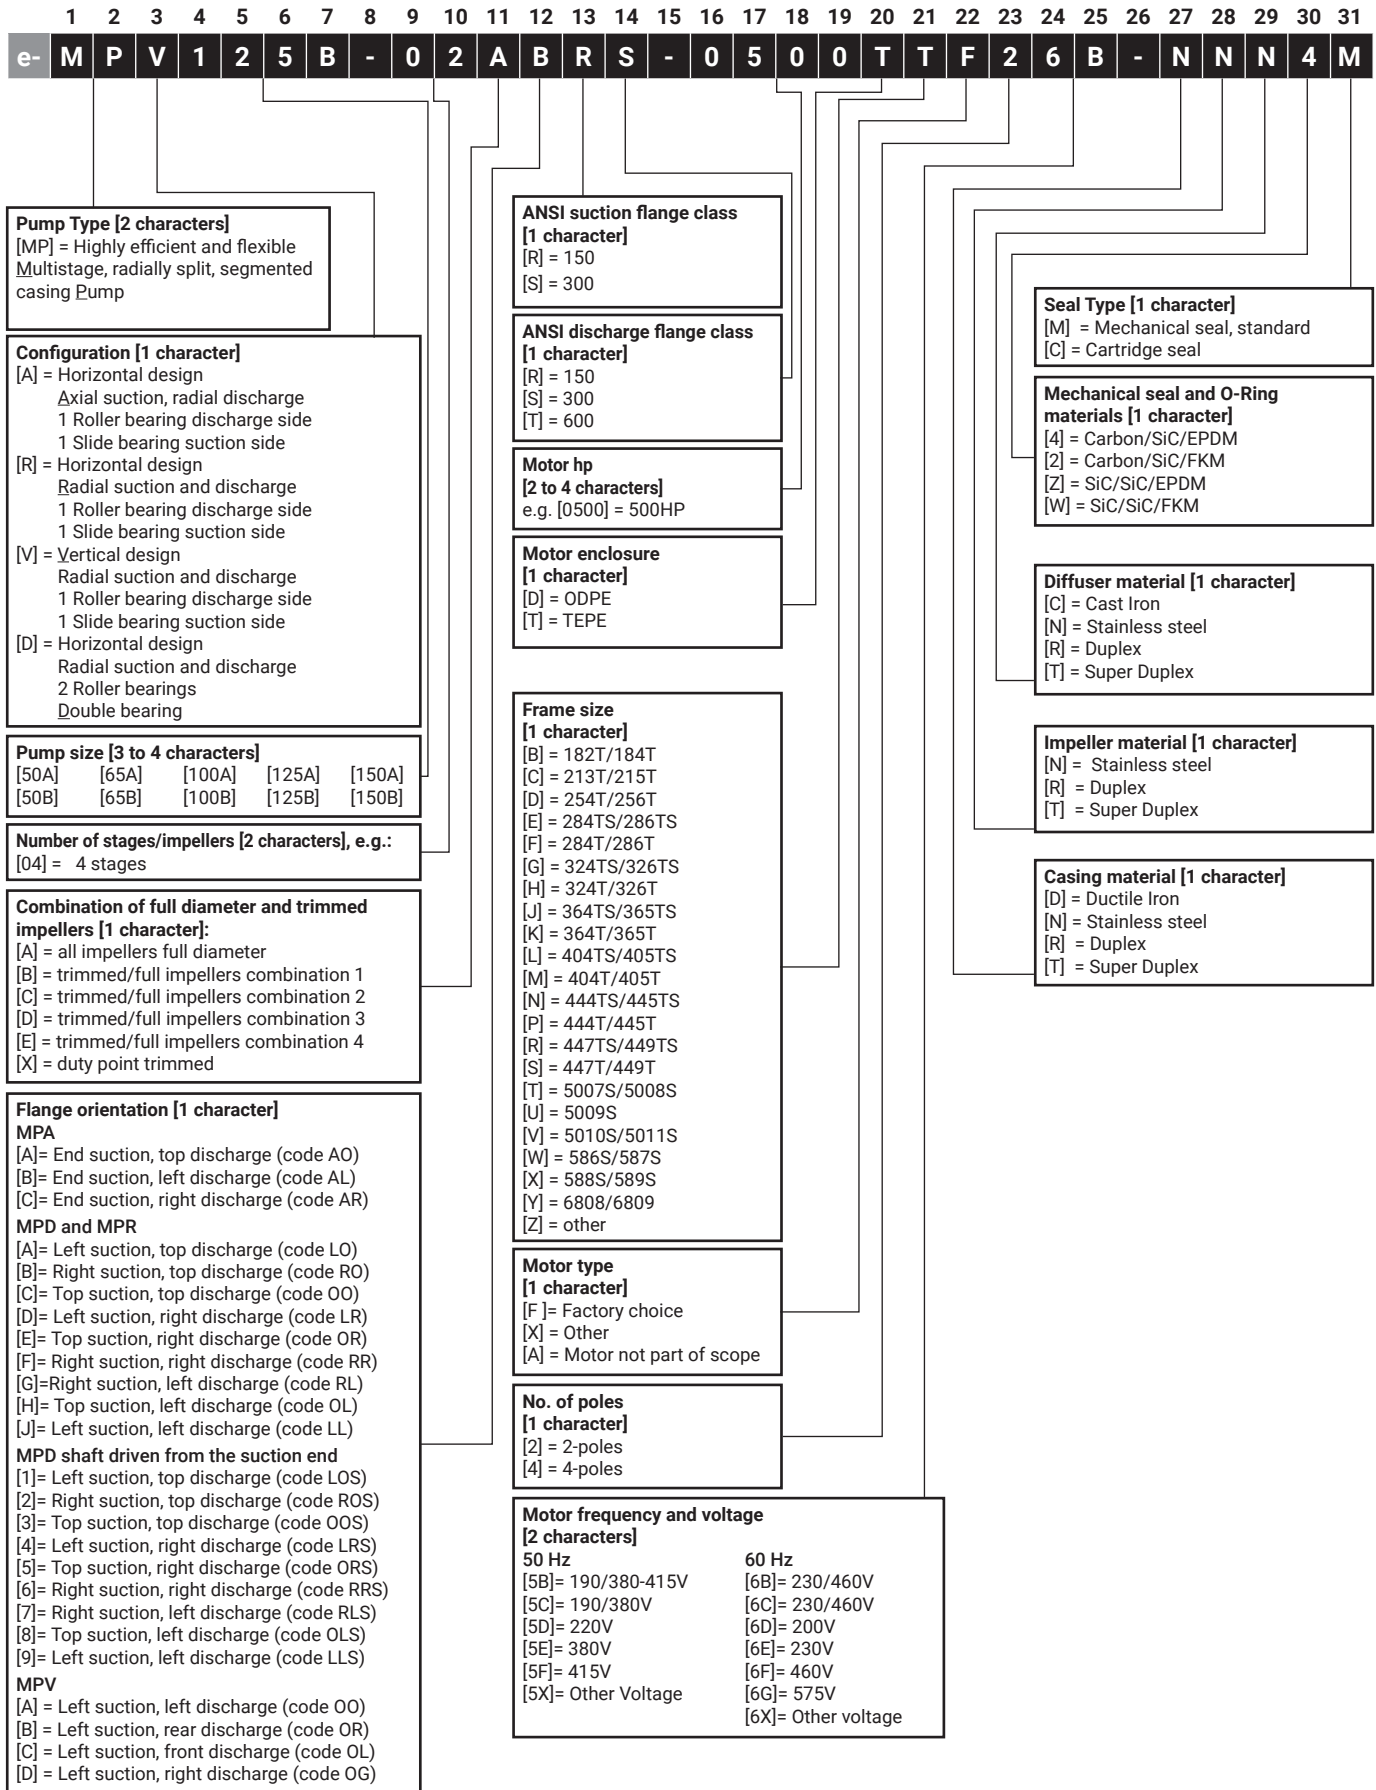 1 2 3 4 5 6 7 8 9 10 11 12 13 14 15 16 17 18 19 20 21 22 23 24 25 26 27 28 29 30 31
e- M P V 1 2 5 B - 0 2 A B R S - 0 5 0 0 T T F 2 6 B - N N N 4 M
Pump Type [2 characters]
[MP] = Highly efficient and flexible
Multistage, radially split, segmented
casing Pump
Configuration [1 character]
[A] = Horizontal design
Axial suction, radial discharge
1 Roller bearing discharge side
1 Slide bearing suction side
[R] = Horizontal design
Radial suction and discharge
1 Roller bearing discharge side
1 Slide bearing suction side
[V] = Vertical design
Radial suction and discharge
1 Roller bearing discharge side
1 Slide bearing suction side
[D] = Horizontal design
Radial suction and discharge
2 Roller bearings
Double bearing
Pump size [3 to 4 characters]
[50A] [65A] [100A] [125A] [150A]
[50B] [65B] [100B] [125B] [150B]
Number of stages/impellers [2 characters], e.g.:
[04] = 4 stages
Combination of full diameter and trimmed
impellers [1 character]:
[A] = all impellers full diameter
[B] = trimmed/full impellers combination 1
[C] = trimmed/full impellers combination 2
[D] = trimmed/full impellers combination 3
[E] = trimmed/full impellers combination 4
[X] = duty point trimmed
Flange orientation [1 character]
MPA
[A]= End suction, top discharge (code AO)
[B]= End suction, left discharge (code AL)
[C]= End suction, right discharge (code AR)
MPD and MPR
[A]= Left suction, top discharge (code LO)
[B]= Right suction, top discharge (code RO)
[C]= Top suction, top discharge (code OO)
[D]= Left suction, right discharge (code LR)
[E]= Top suction, right discharge (code OR)
[F]= Right suction, right discharge (code RR)
[G]=Right suction, left discharge (code RL)
[H]= Top suction, left discharge (code OL)
[J]= Left suction, left discharge (code LL)
MPD shaft driven from the suction end
[1]= Left suction, top discharge (code LOS)
[2]= Right suction, top discharge (code ROS)
[3]= Top suction, top discharge (code OOS)
[4]= Left suction, right discharge (code LRS)
[5]= Top suction, right discharge (code ORS)
[6]= Right suction, right discharge (code RRS)
[7]= Right suction, left discharge (code RLS)
[8]= Top suction, left discharge (code OLS)
[9]= Left suction, left discharge (code LLS)
MPV
[A] = Left suction, left discharge (code OO)
[B] = Left suction, rear discharge (code OR)
[C] = Left suction, front discharge (code OL)
[D] = Left suction, right discharge (code OG)
ANSI suction flange class
[1 character]
[R] = 150
[S] = 300
ANSI discharge flange class
[1 character]
[R] = 150
[S] = 300
[T] = 600
Motor hp
[2 to 4 characters]
e.g. [0500] = 500HP
Motor enclosure
[1 character]
[D] = ODPE
[T] = TEPE
Frame size
[1 character]
[B] = 182T/184T
[C] = 213T/215T
[D] = 254T/256T
[E] = 284TS/286TS
[F] = 284T/286T
[G] = 324TS/326TS
[H] = 324T/326T
[J] = 364TS/365TS
[K] = 364T/365T
[L] = 404TS/405TS
[M] = 404T/405T
[N] = 444TS/445TS
[P] = 444T/445T
[R] = 447TS/449TS
[S] = 447T/449T
[T] = 5007S/5008S
[U] = 5009S
[V] = 5010S/5011S
[W] = 586S/587S
[X] = 588S/589S
[Y] = 6808/6809
[Z] = other
Motor type
[1 character]
[F ]= Factory choice
[X] = Other
[A] = Motor not part of scope
No. of poles
[1 character]
[2] = 2-poles
[4] = 4-poles
Motor frequency and voltage
[2 characters]
50 Hz 60 Hz
[5B]= 190/380-415V [6B]= 230/460V
[5C]= 190/380V [6C]= 230/460V
[5D]= 220V [6D]= 200V
[5E]= 380V [6E]= 230V
[5F]= 415V [6F]= 460V
[5X]= Other Voltage [6G]= 575V
[6X]= Other voltage
Seal Type [1 character]
[M] = Mechanical seal, standard
[C] = Cartridge seal
Mechanical seal and O-Ring
materials [1 character]
[4] = Carbon/SiC/EPDM
[2] = Carbon/SiC/FKM
[Z] = SiC/SiC/EPDM
[W] = SiC/SiC/FKM
Diffuser material [1 character]
[C] = Cast Iron
[N] = Stainless steel
[R] = Duplex
[T] = Super Duplex
Impeller material [1 character]
[N] = Stainless steel
[R] = Duplex
[T] = Super Duplex
Casing material [1 character]
[D] = Ductile Iron
[N] = Stainless steel
[R] = Duplex
[T] = Super Duplex